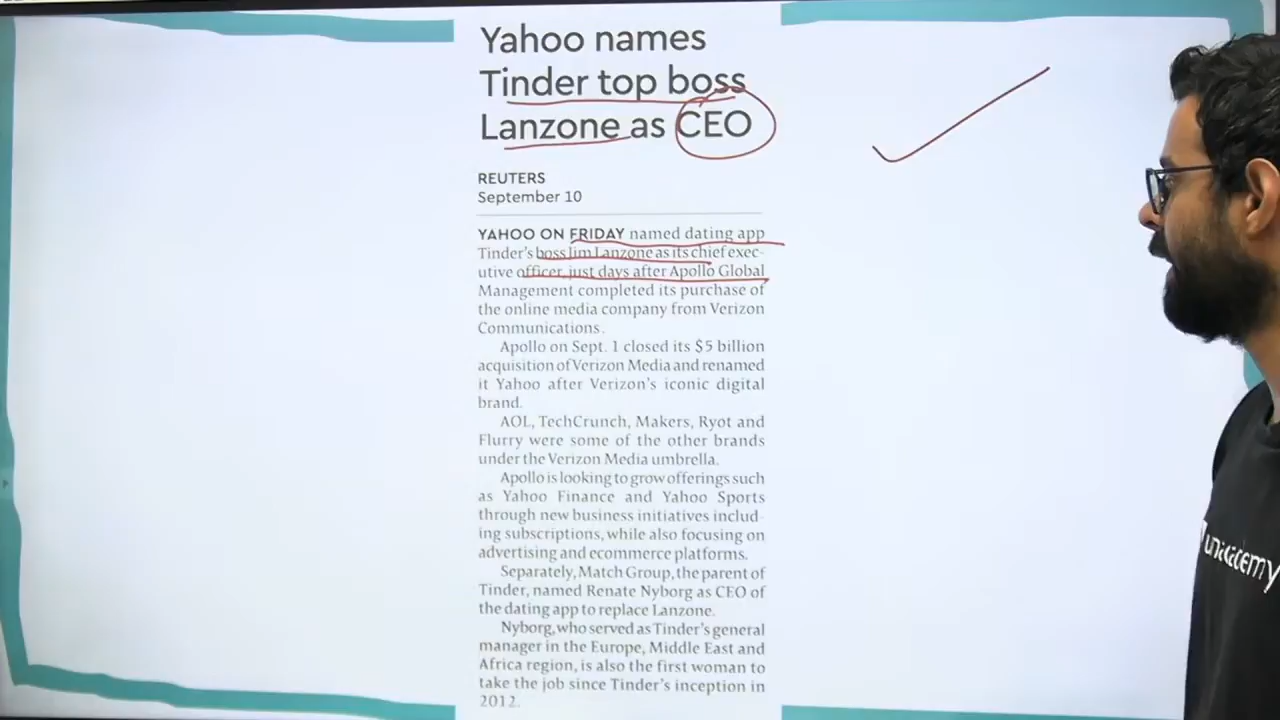 Yahoo names
Tinder top boss
Lanzone as CEO
REUTERS
September 10
YAHOO ON FRIDAY named dating app
Tinder's boss Jim Lanzone as its chief exec-
utive officer, just days after Apollo Global
Management completed its purchase of
the online media company from Verizon
Communications.
Apollo on Sept. 1 closed its $5 billion
acquisition of Verizon Media and renamed
it Yahoo after Verizon's iconic digital
brand.
AOL, TechCrunch, Makers, Ryot and
Flurry were some of the other brands
under the Verizon Media umbrella.
Apollo is looking to grow offerings such
as Yahoo Finance and Yahoo Sports
through new business initiatives includ-
ing subscriptions, while also focusing on
advertising and ecommerce platforms.
Separately, Match Group, the parent of
Tinder, named Renate Nyborg as CEO of
the dating app to replace Lanzone.
Nyborg, who served as Tinder's general
manager in the Europe, Middle East and
Africa region, is also the first woman to
take the job since Tinder's inception in
2012.
unacademy